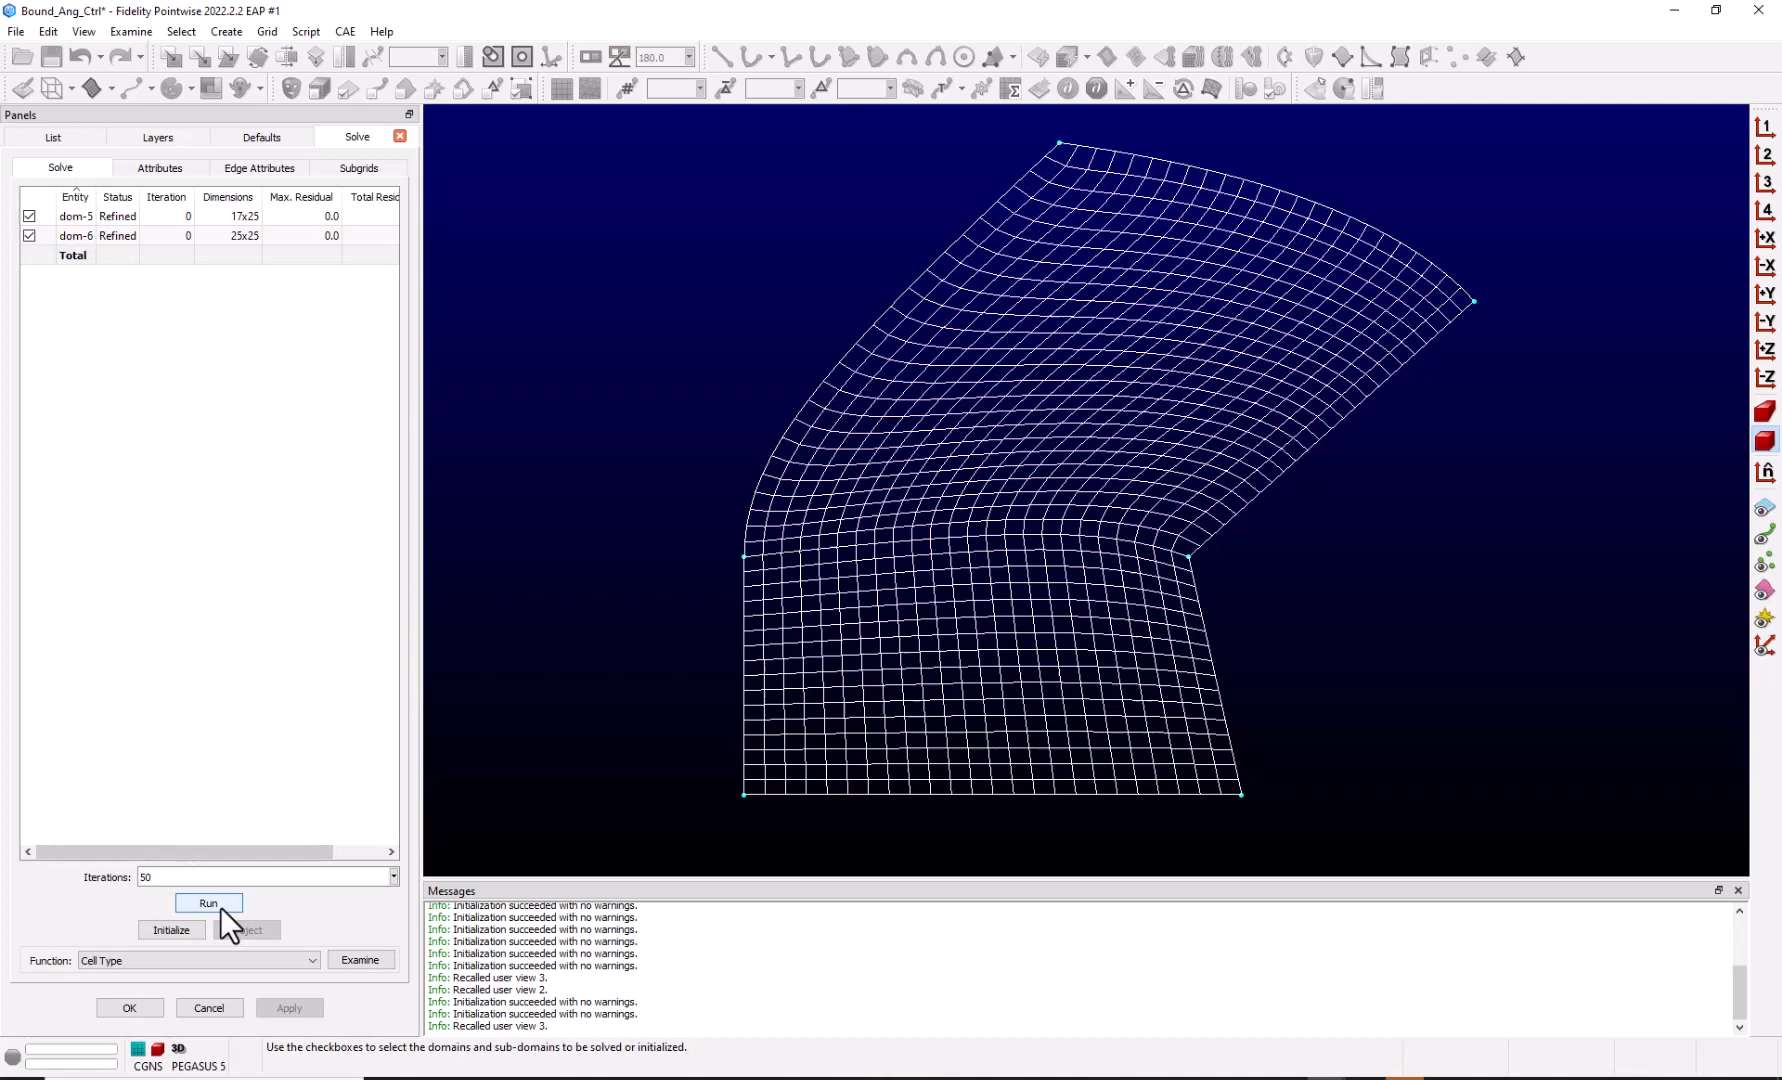 Bound_Ang_Ctrl* - Fidelity Pointwise 2022.2.2 EAP #1
File Edit View Examine Select Create Grid Script CAE Help
180.0
Panels
List Layers Defaults Solve
Solve Attributes Edge Attributes Subgrids
Entity Status Iteration Dimensions Max. Residual Total Resid
dom-5 Refined 0 17x25 0.0
dom-6 Refined 0 25x25 0.0
Total
Iterations: 50
Run
Initialize
Function: Cell Type Examine
OK Cancel Apply
Messages
Info: Initialization succeeded with no warnings.
Info: Initialization succeeded with no warnings.
Info: Initialization succeeded with no warnings.
Info: Initialization succeeded with no warnings.
Info: Initialization succeeded with no warnings.
Info: Initialization succeeded with no warnings.
Info: Recalled user view 3.
Info: Recalled user view 2.
Info: Initialization succeeded with no warnings.
Info: Initialization succeeded with no warnings.
Info: Recalled user view 3.
3D
CGNS PEGASUS 5
Use the checkboxes to select the domains and sub-domains to be solved or initialized.
1
2
3
4
+X
-X
+Y
-Y
+Z
-Z
n̂